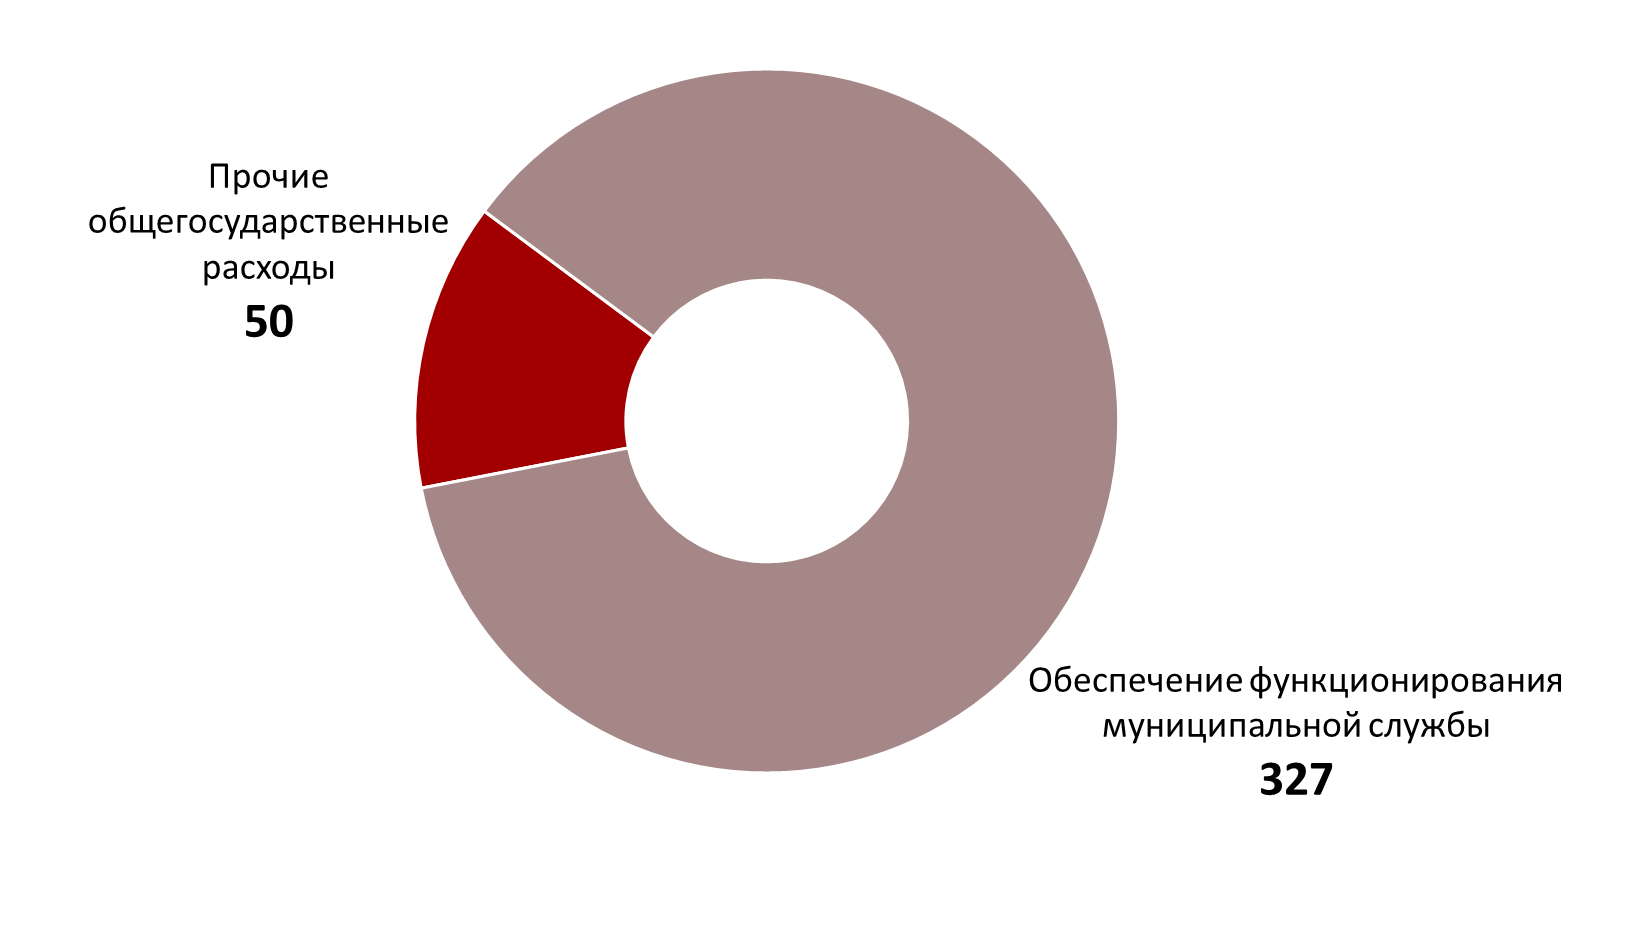 Прочие
общегосударственные
расходы
50
Обеспечение функционирования
муниципальной службы
327